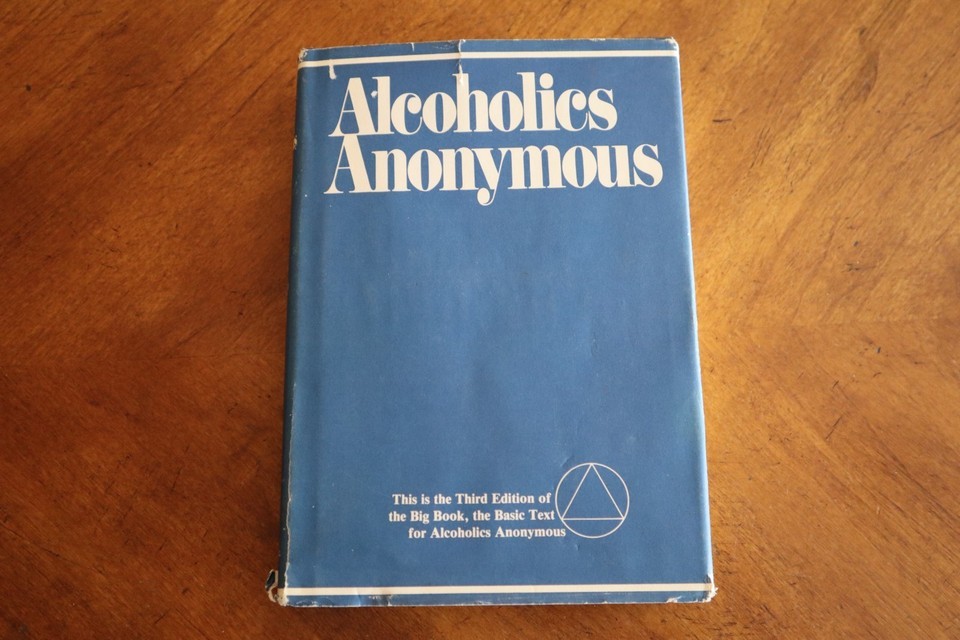 Alcoholics
Anonymous
This is the Third Edition of
the Big Book, the Basic Text
for Alcoholics Anonymous